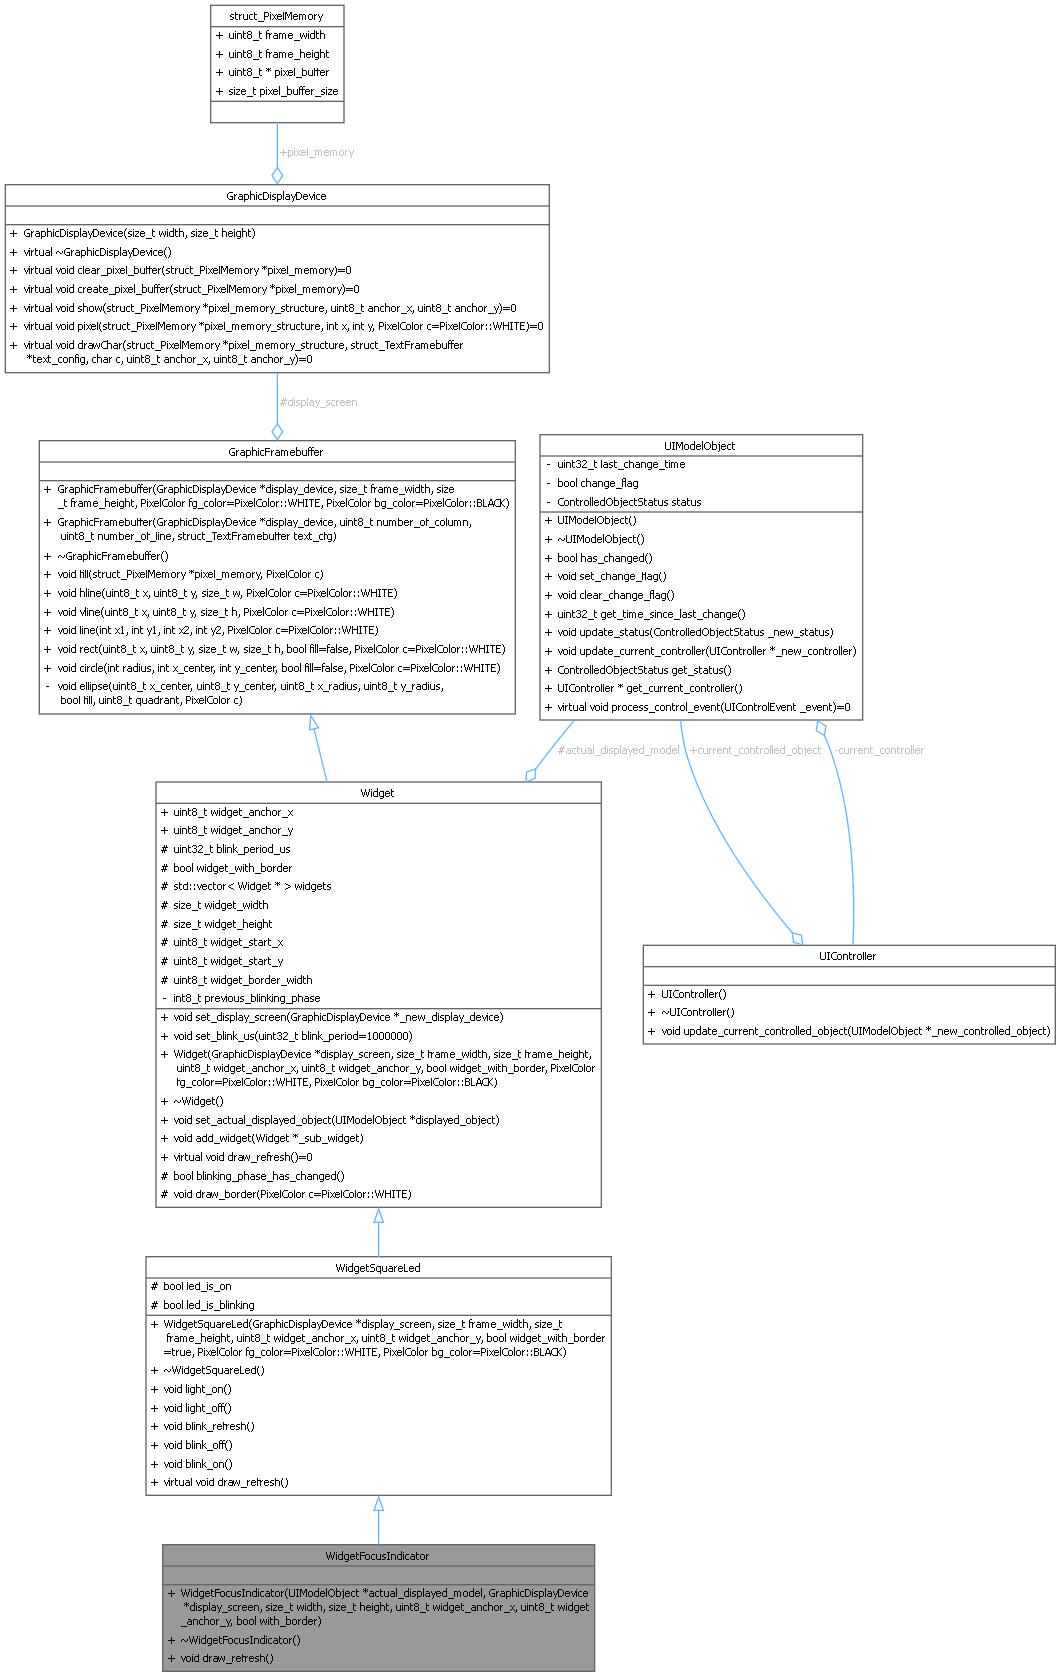 struct_PixelMemory
+ uint8_t frame_width
+ uint8_t frame_height
+ uint8_t * pixel_buffer
+ size_t pixel_buffer_size
+pixel_memory
GraphicDisplayDevice
+ GraphicDisplayDevice(size_t width, size_t height)
+ virtual ~GraphicDisplayDevice()
+ virtual void clear_pixel_buffer(struct_PixelMemory *pixel_memory)=0
+ virtual void create_pixel_buffer(struct_PixelMemory *pixel_memory)=0
+ virtual void show(struct_PixelMemory *pixel_memory_structure, uint8_t anchor_x, uint8_t anchor_y)=0
+ virtual void pixel(struct_PixelMemory *pixel_memory_structure, int x, int y, PixelColor c=PixelColor::WHITE)=0
+ virtual void drawChar(struct_PixelMemory *pixel_memory_structure, struct_TextFramebuffer
*text_config, char c, uint8_t anchor_x, uint8_t anchor_y)=0
#display_screen
GraphicFramebuffer
+ GraphicFramebuffer(GraphicDisplayDevice *display_device, size_t frame_width, size
_t frame_height, PixelColor fg_color=PixelColor::WHITE, PixelColor bg_color=PixelColor::BLACK)
+ GraphicFramebuffer(GraphicDisplayDevice *display_device, uint8_t number_of_column,
uint8_t number_of_line, struct_TextFramebuffer text_cfg)
+ ~GraphicFramebuffer()
+ void fill(struct_PixelMemory *pixel_memory, PixelColor c)
+ void hline(uint8_t x, uint8_t y, size_t w, PixelColor c=PixelColor::WHITE)
+ void vline(uint8_t x, uint8_t y, size_t h, PixelColor c=PixelColor::WHITE)
+ void line(int x1, int y1, int x2, int y2, PixelColor c=PixelColor::WHITE)
+ void rect(uint8_t x, uint8_t y, size_t w, size_t h, bool fill=false, PixelColor c=PixelColor::WHITE)
+ void circle(int radius, int x_center, int y_center, bool fill=false, PixelColor c=PixelColor::WHITE)
- void ellipse(uint8_t x_center, uint8_t y_center, uint8_t x_radius, uint8_t y_radius,
bool fill, uint8_t quadrant, PixelColor c)
UIModelObject
- uint32_t last_change_time
- bool change_flag
- ControlledObjectStatus status
+ UIModelObject()
+ ~UIModelObject()
+ bool has_changed()
+ void set_change_flag()
+ void clear_change_flag()
+ uint32_t get_time_since_last_change()
+ void update_status(ControlledObjectStatus _new_status)
+ void update_current_controller(UIController *_new_controller)
+ ControlledObjectStatus get_status()
+ UIController * get_current_controller()
+ virtual void process_control_event(UIControlEvent _event)=0
#actual_displayed_model
+current_controlled_object
-current_controller
Widget
+ uint8_t widget_anchor_x
+ uint8_t widget_anchor_y
# uint32_t blink_period_us
# bool widget_with_border
# std::vector< Widget * > widgets
# size_t widget_width
# size_t widget_height
# uint8_t widget_start_x
# uint8_t widget_start_y
# uint8_t widget_border_width
- int8_t previous_blinking_phase
+ void set_display_screen(GraphicDisplayDevice *_new_display_device)
+ void set_blink_us(uint32_t blink_period=1000000)
+ Widget(GraphicDisplayDevice *display_screen, size_t frame_width, size_t frame_height,
uint8_t widget_anchor_x, uint8_t widget_anchor_y, bool widget_with_border, PixelColor
fg_color=PixelColor::WHITE, PixelColor bg_color=PixelColor::BLACK)
+ ~Widget()
+ void set_actual_displayed_object(UIModelObject *displayed_object)
+ void add_widget(Widget *_sub_widget)
+ virtual void draw_refresh()=0
# bool blinking_phase_has_changed()
# void draw_border(PixelColor c=PixelColor::WHITE)
UIController
+ UIController()
+ ~UIController()
+ void update_current_controlled_object(UIModelObject *_new_controlled_object)
WidgetSquareLed
# bool led_is_on
# bool led_is_blinking
+ WidgetSquareLed(GraphicDisplayDevice *display_screen, size_t frame_width, size_t
frame_height, uint8_t widget_anchor_x, uint8_t widget_anchor_y, bool widget_with_border
=true, PixelColor fg_color=PixelColor::WHITE, PixelColor bg_color=PixelColor::BLACK)
+ ~WidgetSquareLed()
+ void light_on()
+ void light_off()
+ void blink_refresh()
+ void blink_off()
+ void blink_on()
+ virtual void draw_refresh()
WidgetFocusIndicator
+ WidgetFocusIndicator(UIModelObject *actual_displayed_model, GraphicDisplayDevice
*display_screen, size_t width, size_t height, uint8_t widget_anchor_x, uint8_t widget
_anchor_y, bool with_border)
+ ~WidgetFocusIndicator()
+ void draw_refresh()